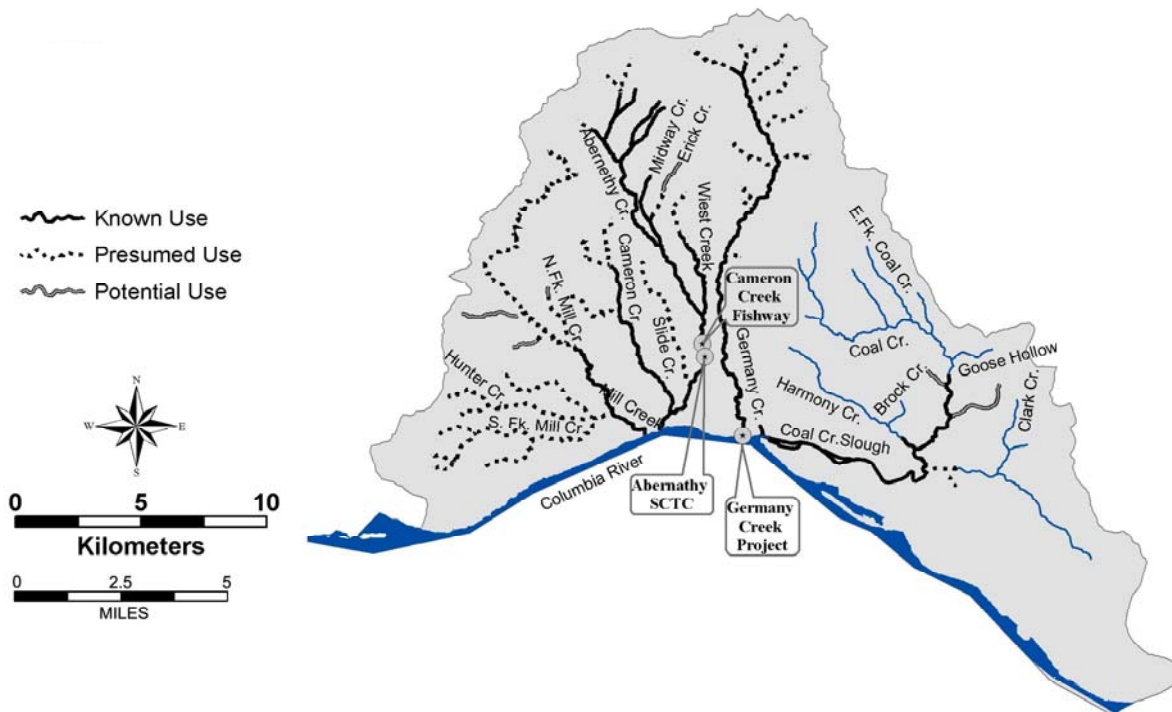 Known Use
Presumed Use
Potential Use
N
W
E
S
0
5
10
Kilometers
0
2.5
5
MILES
Abernethy Cr.
Midway Cr.
Erick Cr.
Wiest Creek
Cameron Cr.
Slide Cr.
N.Fk. Mill Cr.
Hunter Cr.
S. Fk. Mill Cr.
Mill Creek
Columbia River
Cameron
Creek
Fishway
Germany Cr.
Abernathy
SCTC
Germany
Creek
Project
E.Fk. Coal Cr.
Coal Cr.
Goose Hollow
Brock Cr.
Harmony Cr.
Clark Cr.
Coal Cr.Slough